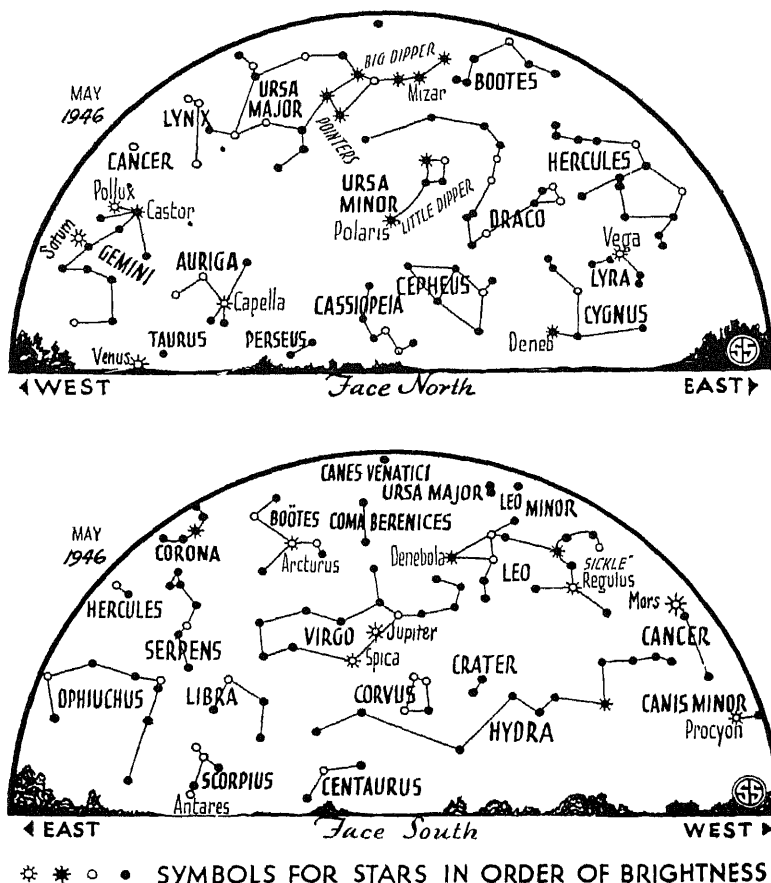 BIG DIPPER
MAY
1946
URSA
MAJOR
Mizar
BOOTES
LYNX
POINTERS
CANCER
HERCULES
Pollux
Castor
URSA
MINOR
LITTLE DIPPER
Polaris
DRACO
Saturn
GEMINI
AURIGA
Vega
LYRA
Capella
CASSIOPEIA
CEPHEUS
CYGNUS
TAURUS
PERSEUS
Deneb
Venus
WEST
Face North
EAST
CANES VENATICI
URSA MAJOR
LEO MINOR
MAY
1946
BOÖTES
COMA BERENICES
CORONA
Arcturus
Denebola
SICKLE"
LEO
Regulus
HERCULES
Mars
VIRGO
Jupiter
CANCER
SERPENS
Spica
CRATER
OPHIUCHUS
LIBRA
CORVUS
CANIS MINOR
HYDRA
Procyon
SCORPIUS
CENTAURUS
Antares
EAST
Face South
WEST
SYMBOLS FOR STARS IN ORDER OF BRIGHTNESS